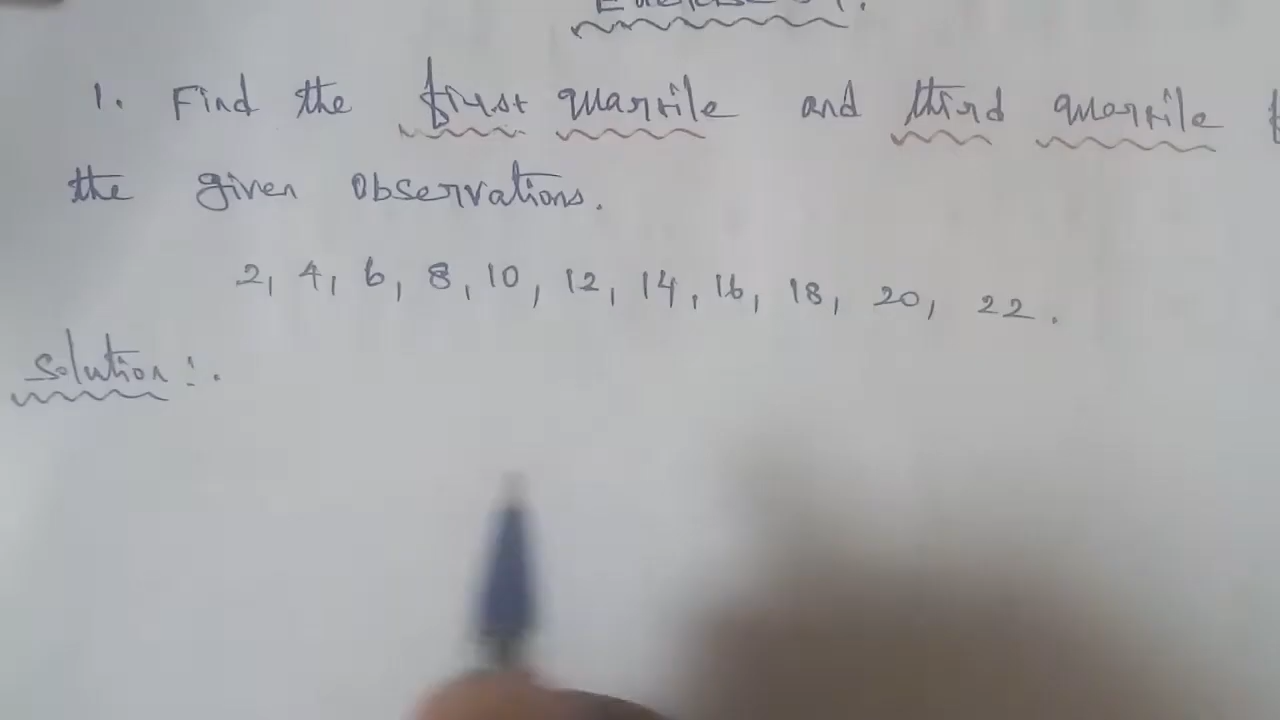 1. Find the first quartile and third quartile
the given observations.
2, 4, 6, 8, 10, 12, 14, 16, 18, 20, 22.
Solution :.